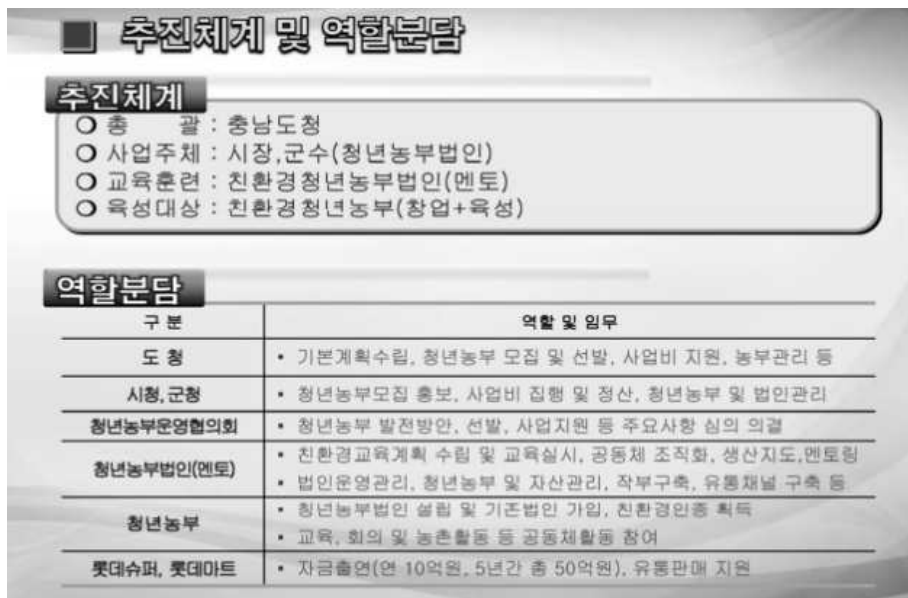 추진체계 및 역할분담
추진체계
○ 총 괄 : 충남도청
○ 사업주체 : 시장,군수(청년농부법인)
○ 교육훈련 : 친환경청년농부법인(멘토)
○ 육성대상 : 친환경청년농부(창업+육성)
역할분담
구 분 역할 및 임무
도 청 • 기본계획수립, 청년농부 모집 및 선발, 사업비 지원, 농부관리 등
시청, 군청 • 청년농부모집 홍보, 사업비 집행 및 정산, 청년농부 및 법인관리
청년농부운영협의회 • 청년농부 발전방안, 선발, 사업지원 등 주요사항 심의 의결
청년농부법인(멘토) • 친환경교육계획 수립 및 교육실시, 공동체 조직화, 생산지도,멘토링
• 법인운영관리, 청년농부 및 자산관리, 작부구축, 유통채널 구축 등
청년농부 • 청년농부법인 설립 및 기존법인 가입, 친환경인증 획득
• 교육, 회의 및 농촌활동 등 공동체활동 참여
롯데슈퍼, 롯데마트 • 자금출연(연 10억원, 5년간 총 50억원), 유통판매 지원